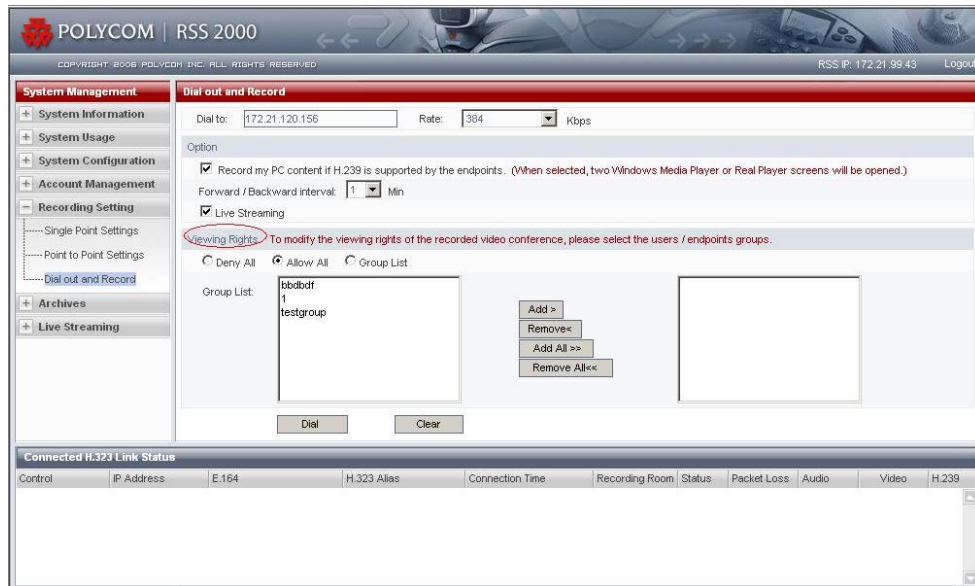 POLYCOM | RSS 2000
COPYRIGHT 2006 POLYCOM INC. ALL RIGHTS RESERVED
RSS IP: 172.21.99.43 Logout
System Management
+ System Information
+ System Usage
+ System Configuration
+ Account Management
− Recording Setting
Single Point Settings
Point to Point Settings
Dial out and Record
+ Archives
+ Live Streaming
Dial out and Record
Dial to: 172.21.120.156 Rate: 384 Kbps
Option
Record my PC content if H.239 is supported by the endpoints. (When selected, two Windows Media Player or Real Player screens will be opened.)
Forward / Backward interval: 1 Min
Live Streaming
Viewing Rights To modify the viewing rights of the recorded video conference, please select the users / endpoints groups.
Deny All Allow All Group List
Group List:
bbdbdf
1
testgroup
Add >
Remove<
Add All >>
Remove All<<
Dial Clear
Connected H.323 Link Status
Control IP Address E.164 H.323 Alias Connection Time Recording Room Status Packet Loss Audio Video H.239